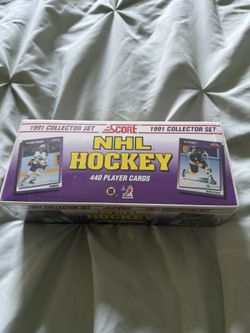 1991 COLLECTOR SET
SCORE
1991 COLLECTOR SET
NHL
HOCKEY
440 PLAYER CARDS